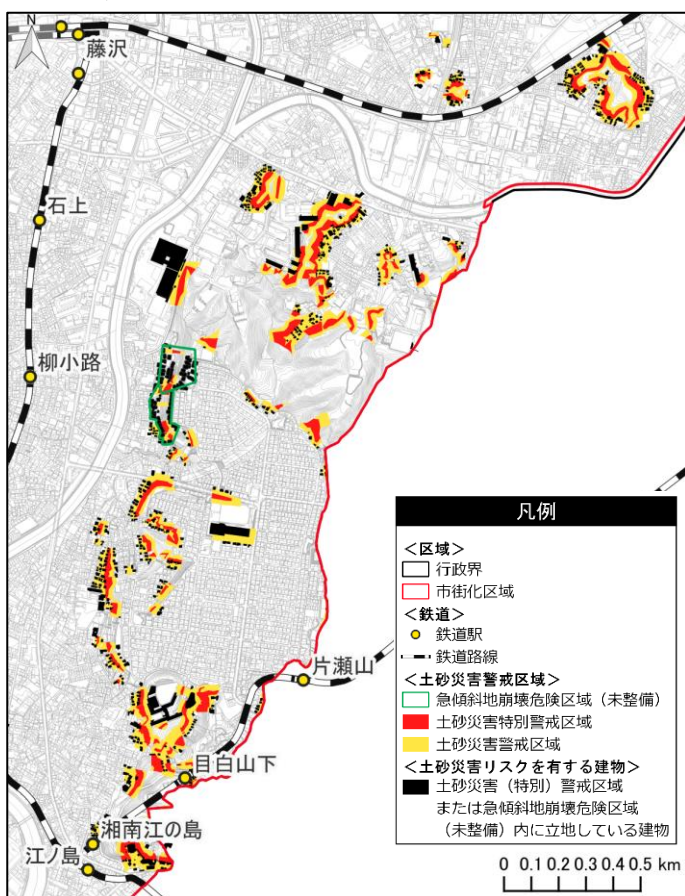 N
藤沢
石上
柳小路
片瀬山
目白山下
湘南江の島
江ノ島
凡例
＜区域＞
行政界
市街化区域
＜鉄道＞
鉄道駅
鉄道路線
＜土砂災害警戒区域＞
急傾斜地崩壊危険区域（未整備）
土砂災害特別警戒区域
土砂災害警戒区域
＜土砂災害リスクを有する建物＞
土砂災害（特別）警戒区域
または急傾斜地崩壊危険区域
（未整備）内に立地している建物
0 0.1 0.2 0.3 0.4 0.5 km